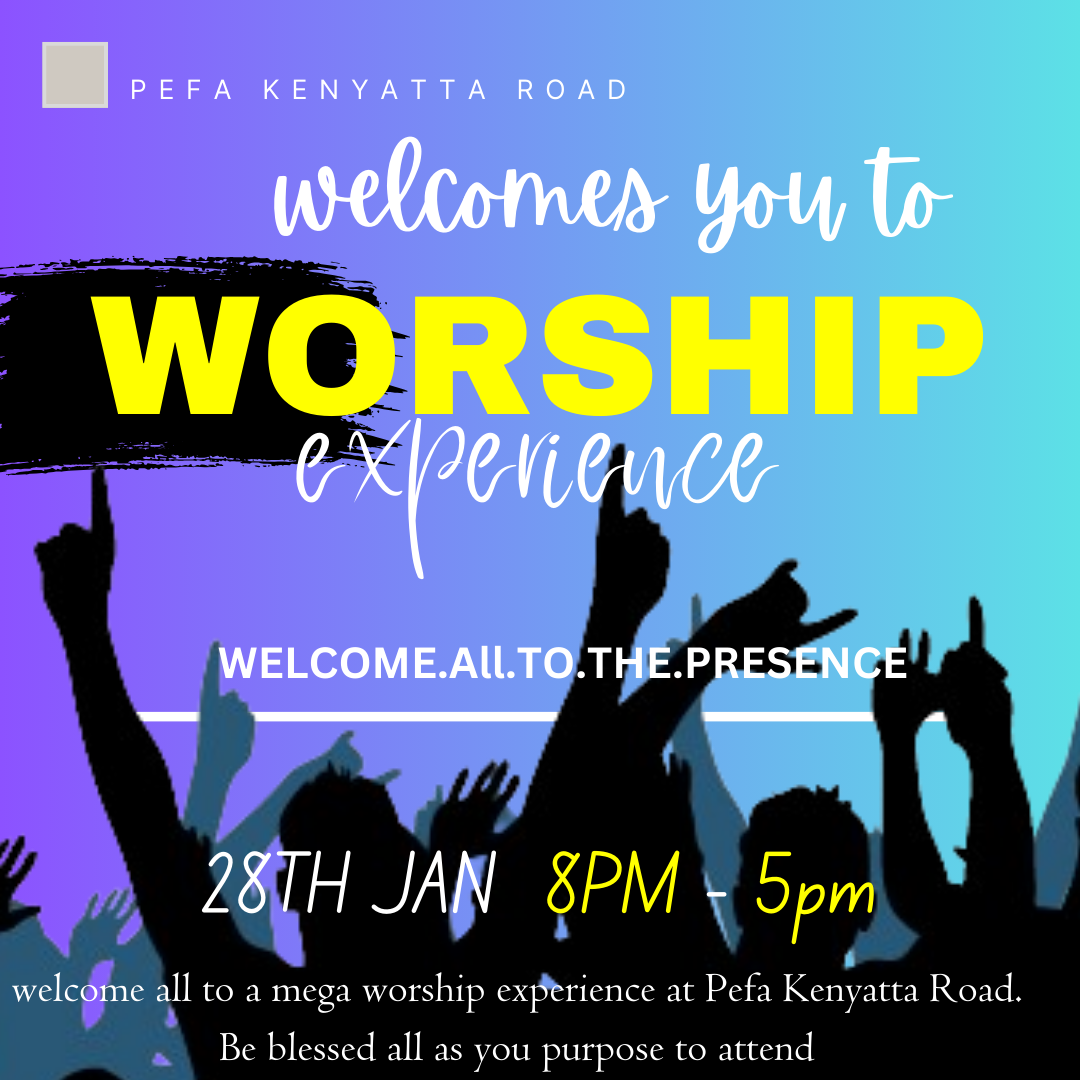 PEFA KENYATTA ROAD
welcomes you to
WORSHIP
experience
WELCOME.All.TO.THE.PRESENCE
28TH JAN 8PM - 5pm
welcome all to a mega worship experience at Pefa Kenyatta Road.
Be blessed all as you purpose to attend